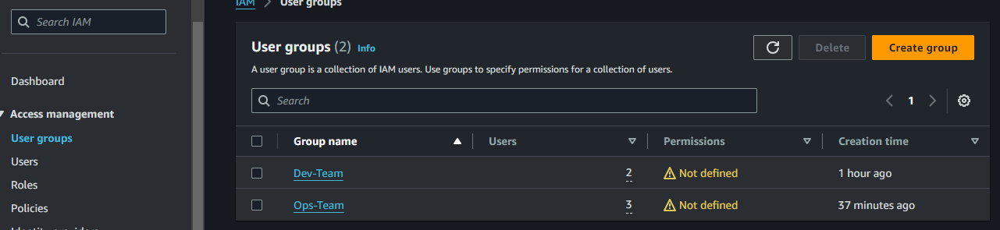 IAM > User groups
Search IAM
Dashboard
Access management
User groups
Users
Roles
Policies
User groups (2) Info
Delete
Create group
A user group is a collection of IAM users. Use groups to specify permissions for a collection of users.
Search
1
Group name Users Permissions Creation time
Dev-Team 2 Not defined 1 hour ago
Ops-Team 3 Not defined 37 minutes ago